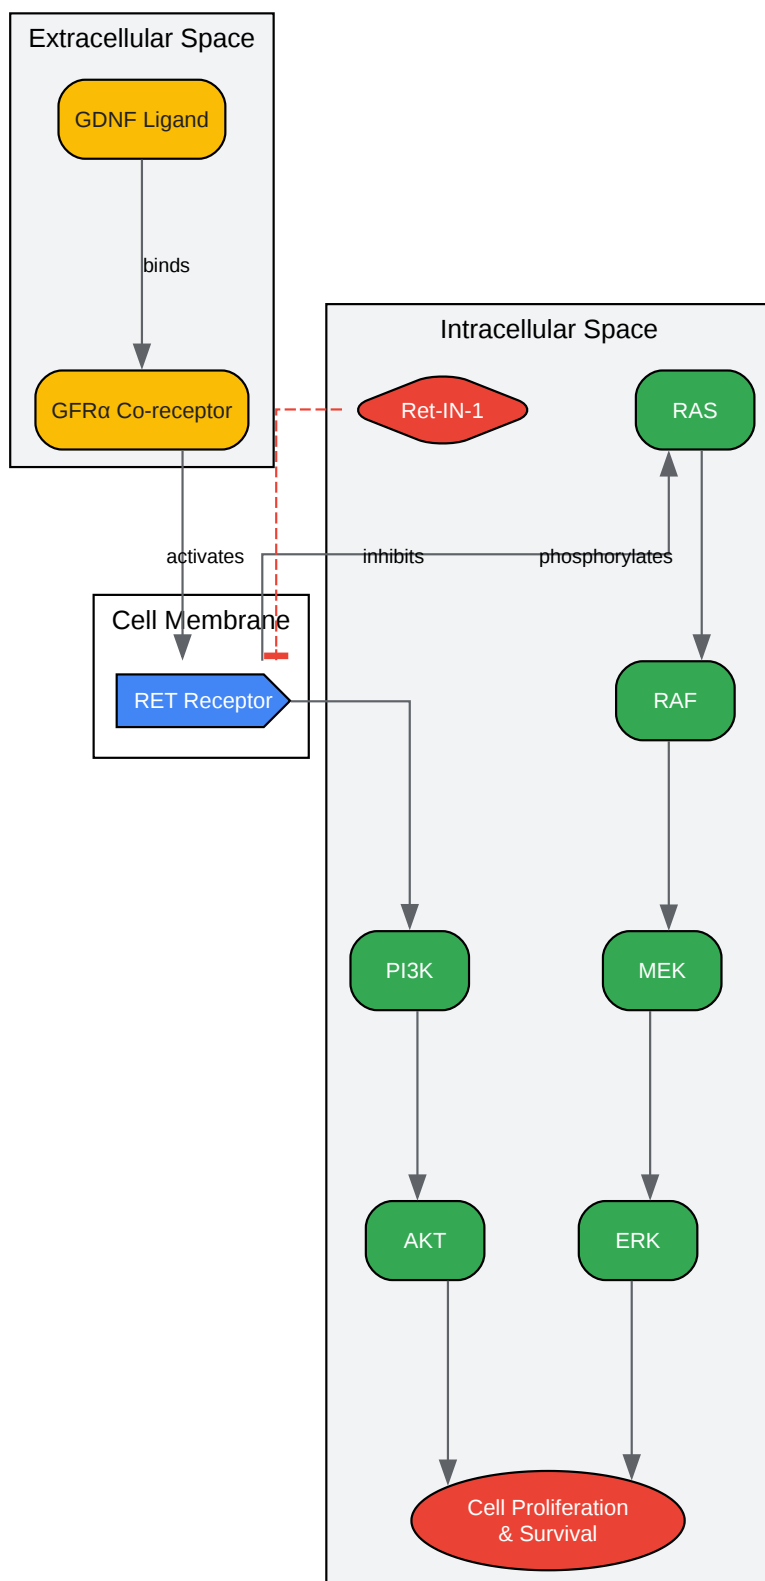 Extracellular Space
GDNF Ligand
binds
Intracellular Space
GFRα Co-receptor
Ret-IN-1
RAS
activates
inhibits
phosphorylates
Cell Membrane
RET Receptor
RAF
PI3K
MEK
AKT
ERK
Cell Proliferation
& Survival